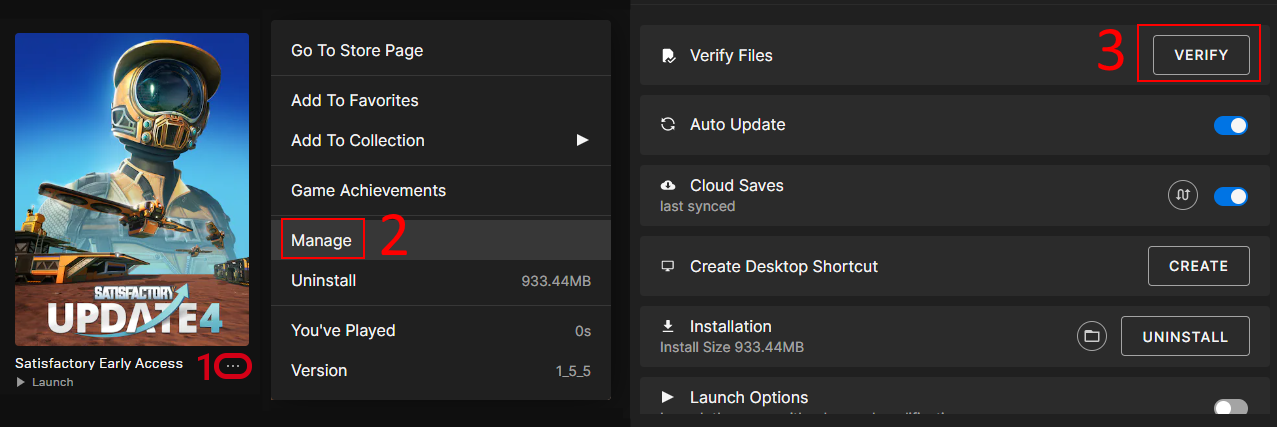 SATISFACTORY
UPDATE 4
Satisfactory Early Access
1
...
Launch
Go To Store Page
Add To Favorites
Add To Collection
Game Achievements
Manage
2
Uninstall 933.44MB
You've Played 0s
Version 1_5_5
Verify Files
3
VERIFY
Auto Update
Cloud Saves
last synced
Create Desktop Shortcut
CREATE
Installation
Install Size 933.44MB
UNINSTALL
Launch Options